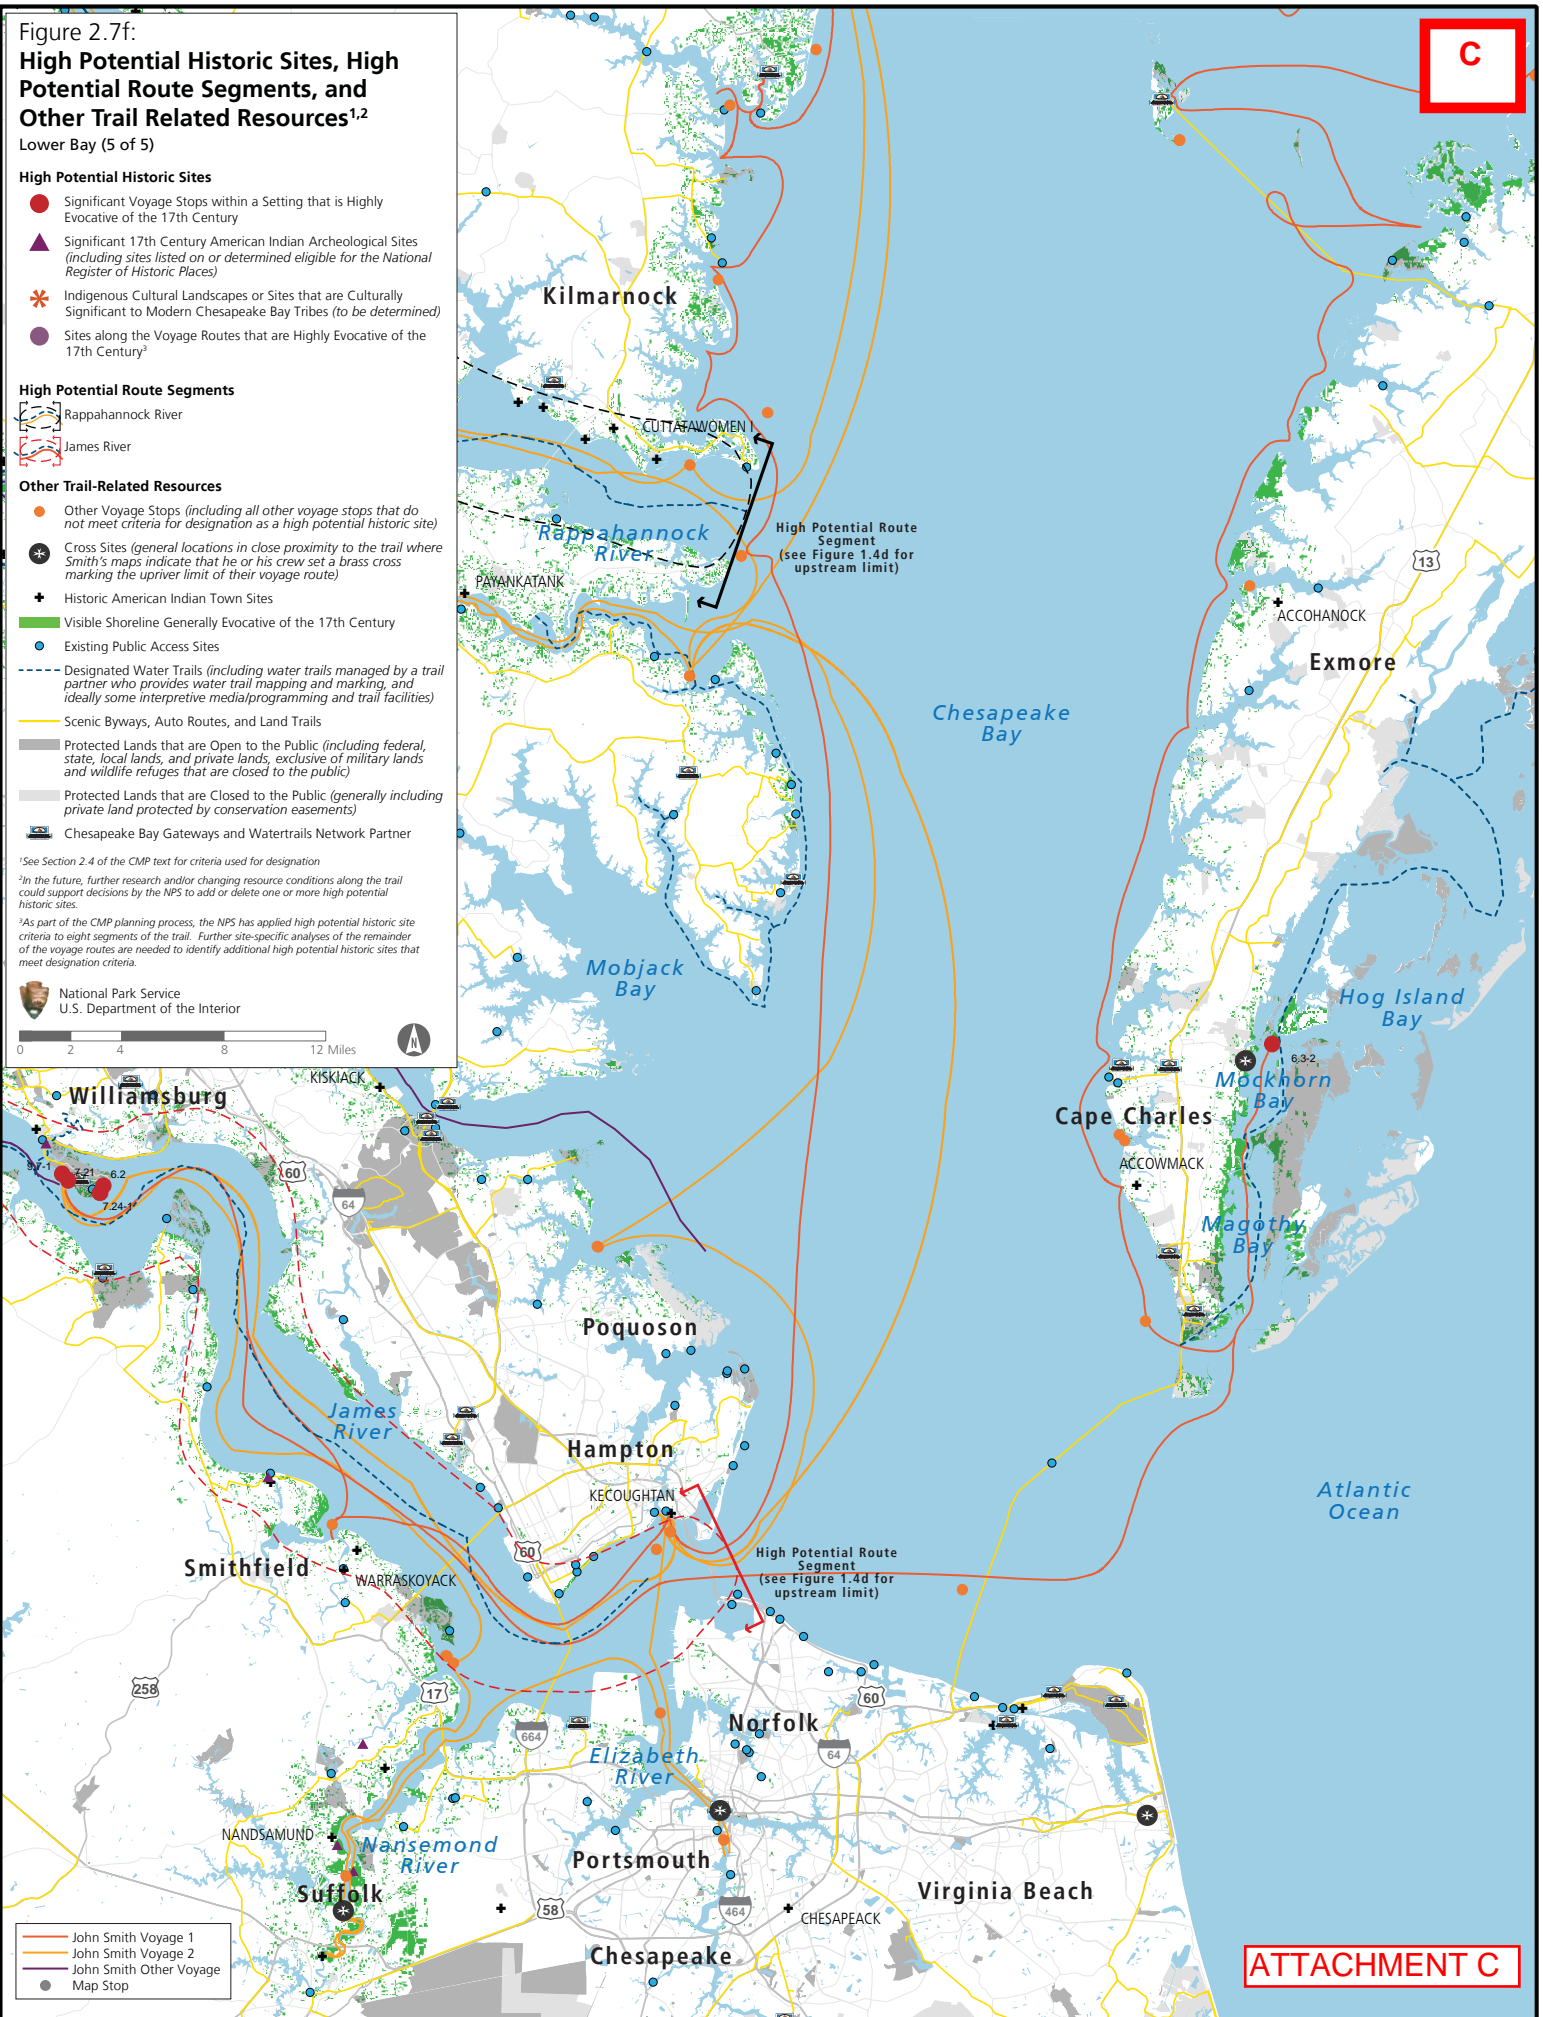 Figure 2.7f:
High Potential Historic Sites, High
Potential Route Segments, and
Other Trail Related Resources1,2
Lower Bay (5 of 5)
High Potential Historic Sites
Significant Voyage Stops within a Setting that is Highly
Evocative of the 17th Century
Significant 17th Century American Indian Archeological Sites
(including sites listed on or determined eligible for the National
Register of Historic Places)
Indigenous Cultural Landscapes or Sites that are Culturally
Significant to Modern Chesapeake Bay Tribes (to be determined)
Sites along the Voyage Routes that are Highly Evocative of the
17th Century3
High Potential Route Segments
Rappahannock River
James River
Other Trail-Related Resources
Other Voyage Stops (including all other voyage stops that do
not meet criteria for designation as a high potential historic site)
Cross Sites (general locations in close proximity to the trail where
Smith's maps indicate that he or his crew set a brass cross
marking the upriver limit of their voyage route)
Historic American Indian Town Sites
Visible Shoreline Generally Evocative of the 17th Century
Existing Public Access Sites
Designated Water Trails (including water trails managed by a trail
partner who provides water trail mapping and marking, and
ideally some interpretive media/programming and trail facilities)
Scenic Byways, Auto Routes, and Land Trails
Protected Lands that are Open to the Public (including federal,
state, local lands, and private lands, exclusive of military lands
and wildlife refuges that are closed to the public)
Protected Lands that are Closed to the Public (generally including
private land protected by conservation easements)
Chesapeake Bay Gateways and Watertrails Network Partner
1See Section 2.4 of the CMP text for criteria used for designation
2In the future, further research and/or changing resource conditions along the trail
could support decisions by the NPS to add or delete one or more high potential
historic sites.
3As part of the CMP planning process, the NPS has applied high potential historic site
criteria to eight segments of the trail. Further site-specific analyses of the remainder
of the voyage routes are needed to identify additional high potential historic sites that
meet designation criteria.
National Park Service
U.S. Department of the Interior
0 2 4 8 12 Miles
N
C
Kilmarnock
CUTTATAWOMEN I
Rappahannock
River
High Potential Route
Segment
(see Figure 1.4d for
upstream limit)
PAYANKATANK
13
ACCOHANOCK
Exmore
Chesapeake
Bay
Mobjack
Bay
Hog Island
Bay
6.3-2
Mockhorn
Bay
Cape Charles
ACCOWMACK
Magothy
Bay
KISKIACK
Williamsburg
7.21
6.2
7.24-1
60
64
Poquoson
James
River
Hampton
KECOUGHTAN
60
High Potential Route
Segment
(see Figure 1.4d for
upstream limit)
Atlantic
Ocean
Smithfield
WARRASKOYACK
258
17
664
60
Norfolk
64
Elizabeth
River
NANDSAMUND
Nansemond
River
Portsmouth
Suffolk
Virginia Beach
58
464
CHESAPEACK
Chesapeake
John Smith Voyage 1
John Smith Voyage 2
John Smith Other Voyage
Map Stop
ATTACHMENT C